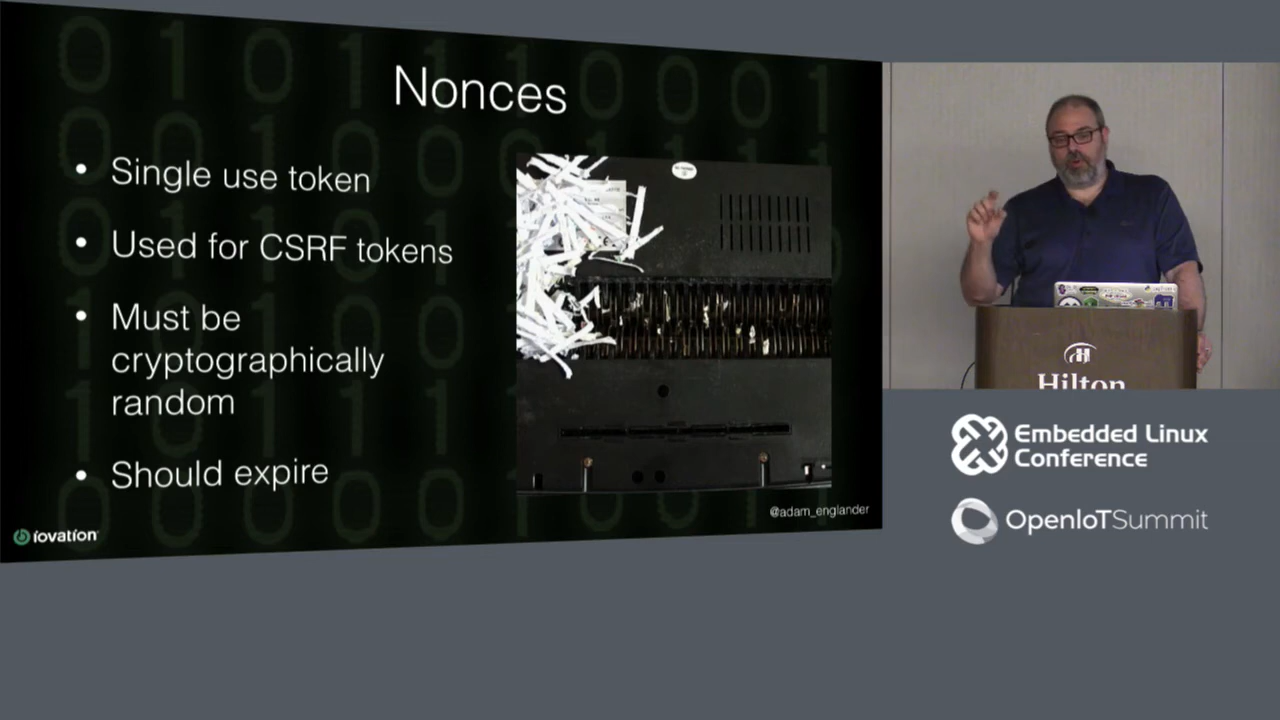 Nonces
• Single use token
• Used for CSRF tokens
• Must be
cryptographically
random
• Should expire
@adam_englander
iovation
Hilton
Embedded Linux
Conference
OpenIoTSummit